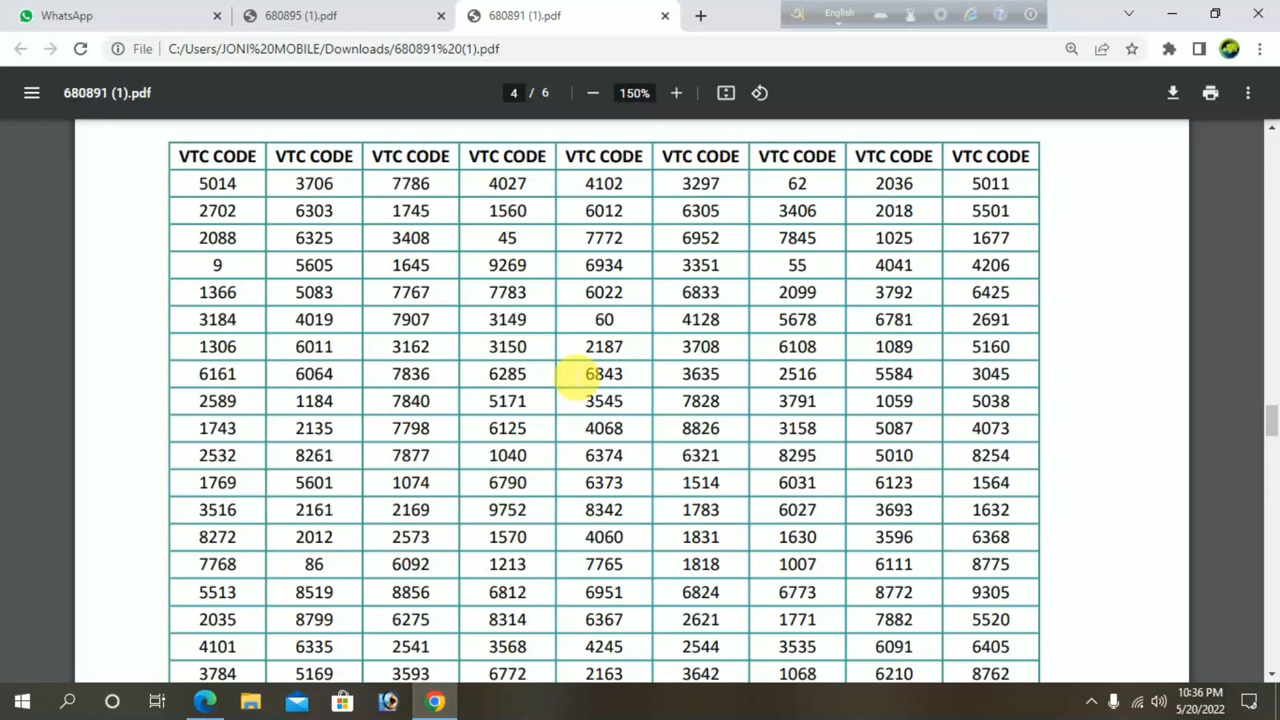 WhatsApp
680895 (1).pdf
680891 (1).pdf
English
File C:/Users/JONI%20MOBILE/Downloads/680891%20(1).pdf
680891 (1).pdf
4 / 6
150%
VTC CODE VTC CODE VTC CODE VTC CODE VTC CODE VTC CODE VTC CODE VTC CODE VTC CODE
5014 3706 7786 4027 4102 3297 62 2036 5011
2702 6303 1745 1560 6012 6305 3406 2018 5501
2088 6325 3408 45 7772 6952 7845 1025 1677
9 5605 1645 9269 6934 3351 55 4041 4206
1366 5083 7767 7783 6022 6833 2099 3792 6425
3184 4019 7907 3149 60 4128 5678 6781 2691
1306 6011 3162 3150 2187 3708 6108 1089 5160
6161 6064 7836 6285 6843 3635 2516 5584 3045
2589 1184 7840 5171 3545 7828 3791 1059 5038
1743 2135 7798 6125 4068 8826 3158 5087 4073
2532 8261 7877 1040 6374 6321 8295 5010 8254
1769 5601 1074 6790 6373 1514 6031 6123 1564
3516 2161 2169 9752 8342 1783 6027 3693 1632
8272 2012 2573 1570 4060 1831 1630 3596 6368
7768 86 6092 1213 7765 1818 1007 6111 8775
5513 8519 8856 6812 6951 6824 6773 8772 9305
2035 8799 6275 8314 6367 2621 1771 7882 5520
4101 6335 2541 3568 4245 2544 3535 6091 6405
3784 5169 3593 6772 2163 3642 1068 6210 8762
10:36 PM
5/20/2022